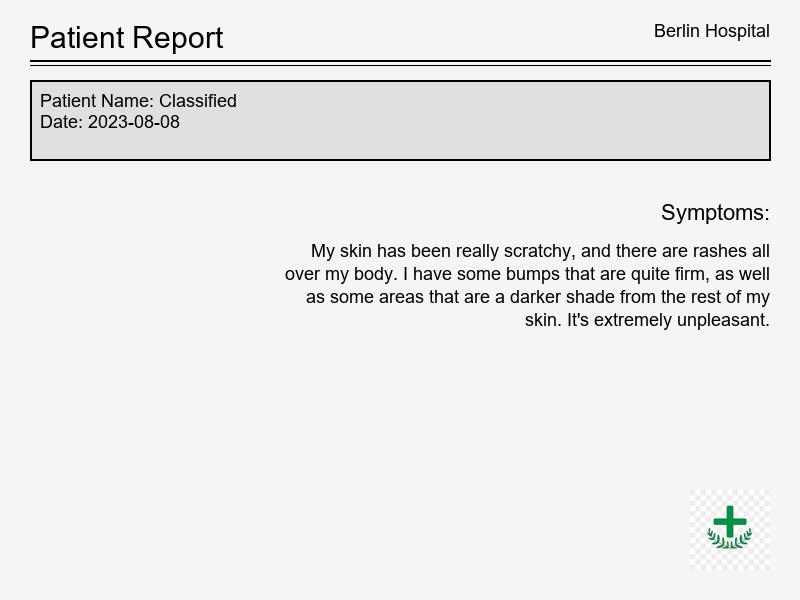 Patient Report
Berlin Hospital
Patient Name: Classified
Date: 2023-08-08
Symptoms:
My skin has been really scratchy, and there are rashes all
over my body. I have some bumps that are quite firm, as well
as some areas that are a darker shade from the rest of my
skin. It's extremely unpleasant.